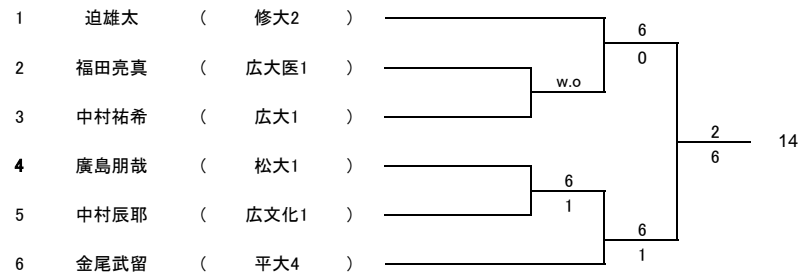 1 迫雄太 ( 修大2 )
6
0
2 福田亮真 ( 広大医1 )
w.o
3 中村祐希 ( 広大1 )
2
6
14
4 廣島朋哉 ( 松大1 )
6
1
5 中村辰耶 ( 広文化1 )
6
1
6 金尾武留 ( 平大4 )